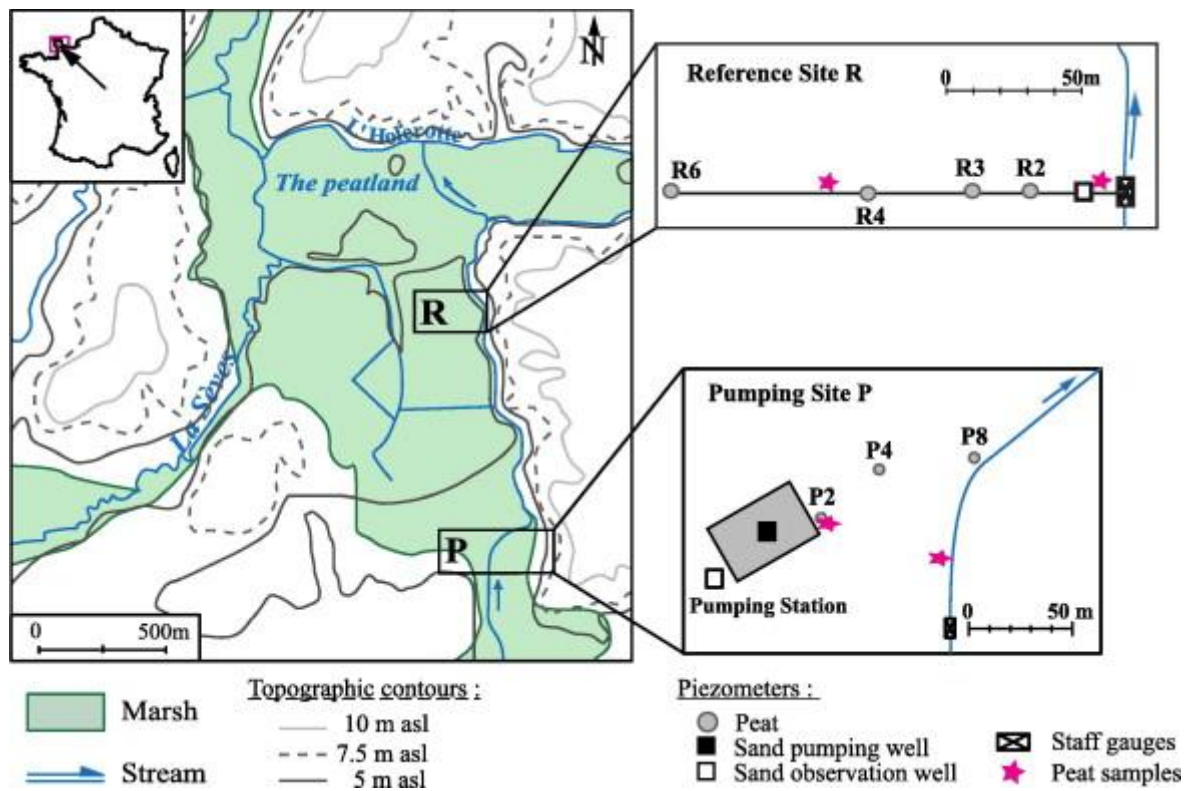 N
L'Holerotte
The peatland
R
La Sèves
P
0 500m
Reference Site R
0 50m
R6 R3 R2
R4
Pumping Site P
P8
P4
P2
Pumping Station
0 50 m
Topographic contours :
Marsh
10 m asl
7.5 m asl
5 m asl
Stream
Piezometers :
Peat
Sand pumping well
Sand observation well
Staff gauges
Peat samples